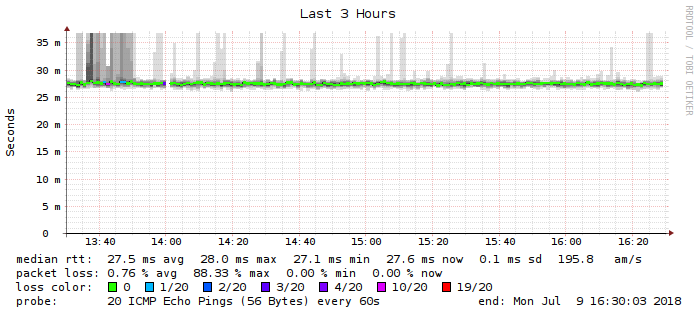 Last 3 Hours
RRDTOOL / TOBI OETIKER
Seconds
35 m
30 m
25 m
20 m
15 m
10 m
5 m
0
13:40 14:00 14:20 14:40 15:00 15:20 15:40 16:00 16:20
median rtt: 27.5 ms avg 28.0 ms max 27.1 ms min 27.6 ms now 0.1 ms sd 195.8 am/s
packet loss: 0.76 % avg 88.33 % max 0.00 % min 0.00 % now
loss color: 0 1/20 2/20 3/20 4/20 10/20 19/20
probe: 20 ICMP Echo Pings (56 Bytes) every 60s end: Mon Jul 9 16:30:03 2018